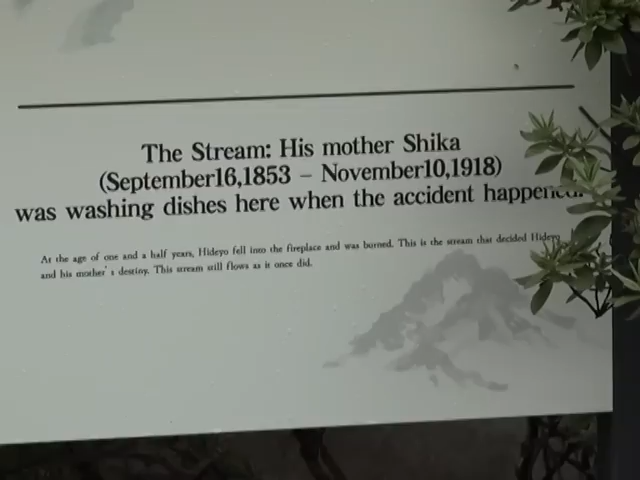 The Stream: His mother Shika
(September16,1853 – November10,1918)
was washing dishes here when the accident happened.
At the age of one and a half years, Hideyo fell into the fireplace and was burned. This is the stream that decided Hideyo
and his mother's destiny. This stream still flows as it once did.